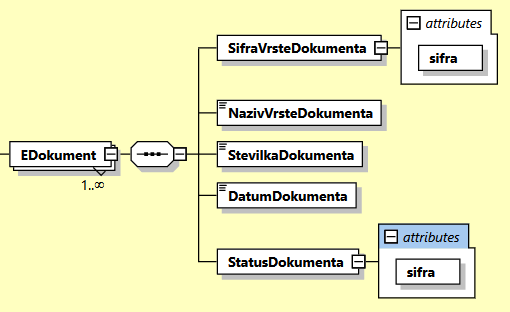 attributes
sifra
SifraVrsteDokumenta
NazivVrsteDokumenta
EDokument
1..∞
StevilkaDokumenta
DatumDokumenta
StatusDokumenta
attributes
sifra